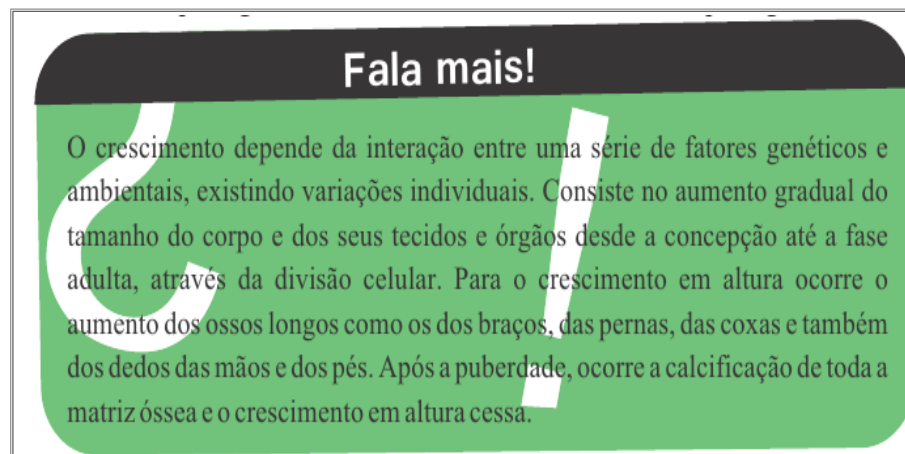 Fala mais!
O crescimento depende da interação entre uma série de fatores genéticos e
ambientais, existindo variações individuais. Consiste no aumento gradual do
tamanho do corpo e dos seus tecidos e órgãos desde a concepção até a fase
adulta, através da divisão celular. Para o crescimento em altura ocorre o
aumento dos ossos longos como os dos braços, das pernas, das coxas e também
dos dedos das mãos e dos pés. Após a puberdade, ocorre a calcificação de toda a
matriz óssea e o crescimento em altura cessa.